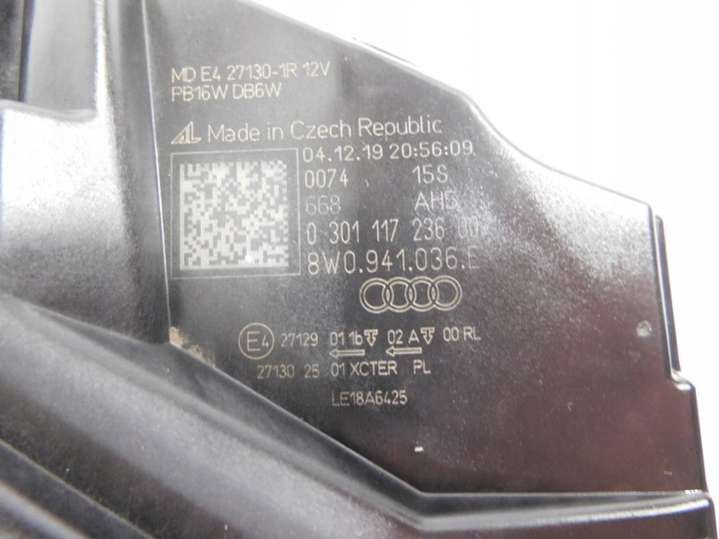 MD E4 27130-1R 12V
PB16W DB6W
AL Made in Czech Republic
04.12.19 20:56:09
0074 15S
668
0 301 117 236 00
8W0.941.036.E
E4 27129 01 1b 02 A 00 RL
27130 25 01 XCTER PL
LE18A6425